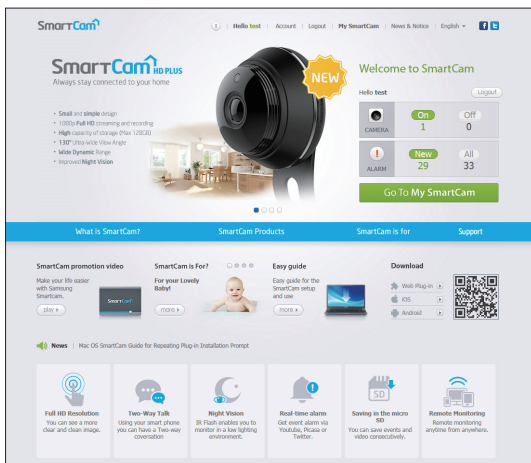 SmartCam
! | Hello test | Account | Logout | My SmartCam | News & Notice | English
SmartCam HD PLUS
Always stay connected to your home
NEW
• Small and simple design
• 1080p Full HD streaming and recording
• High capacity of storage (Max 128GB)
• 130° Ultra-Wide View Angle
• Wide Dynamic Range
• Improved Night Vision
Welcome to SmartCam
Hello test
Logout
CAMERA
On
1
Off
0
ALARM
New
29
All
33
Go To My SmartCam
What is SmartCam?
SmartCam Products
SmartCam is for
Support
SmartCam promotion video
Make your life easier
with Samsung
Smartcam.
play
SmartCam
SmartCam is For?
For your Lovely
Baby!
more
Easy guide
Easy guide for the
SmartCam setup
and use
more
Download
Web Plug-in
iOS
Android
News | Mac OS SmartCam Guide for Repeating Plug-in Installation Prompt
Full HD Resolution
You can see a more
clear and clean image.
Two-Way Talk
Using your smart phone
you can have a Two-way
coversation
Night Vision
IR Flash enables you to
monitor in a low lighting
environment.
Real-time alarm
Get event alarm via
Youtube, Picasa or
Twitter.
SD
Saving in the micro
SD
You can save events and
video consecutively.
Remote Monitoring
Remote monitoring
anytime from anywhere.